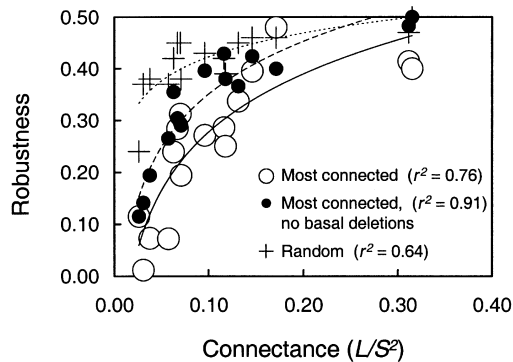 0.50
0.40
0.30
0.20
0.10
0.00
Robustness
Most connected (r² = 0.76)
Most connected, (r² = 0.91)
no basal deletions
Random (r² = 0.64)
0.00 0.10 0.20 0.30 0.40
Connectance (L/S²)